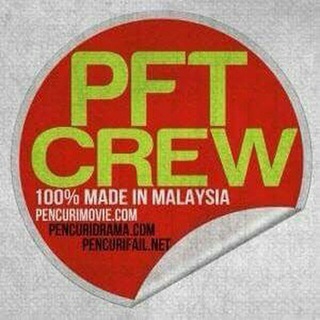 PFT
CREW
100% MADE IN MALAYSIA
PENCURIMOVIE.COM
PENCURIDRAMA.COM
PENCURIFAIL.NET